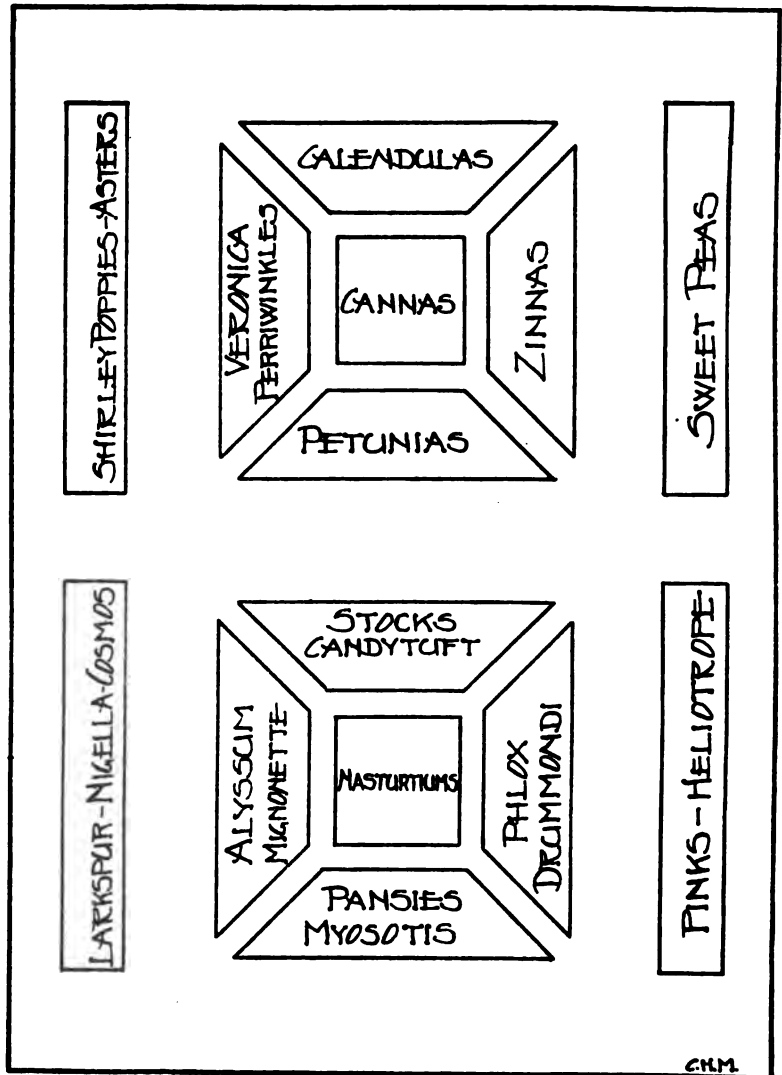 SHIRLEY POPPIES-ASTERS
CALENDULAS
VERONICA
PERRIWINKLES
CANNAS
ZINNAS
PETUNIAS
SWEET PEAS
LARKSPUR-NIGELLA-COSMOS
STOCKS
CANDYTUFT
ALYSSUM
MIGNONETTE
NASTURTIUMS
PHLOX
DRUMMONDI
PANSIES
MYOSOTIS
PINKS-HELIOTROPE
C.H.M.